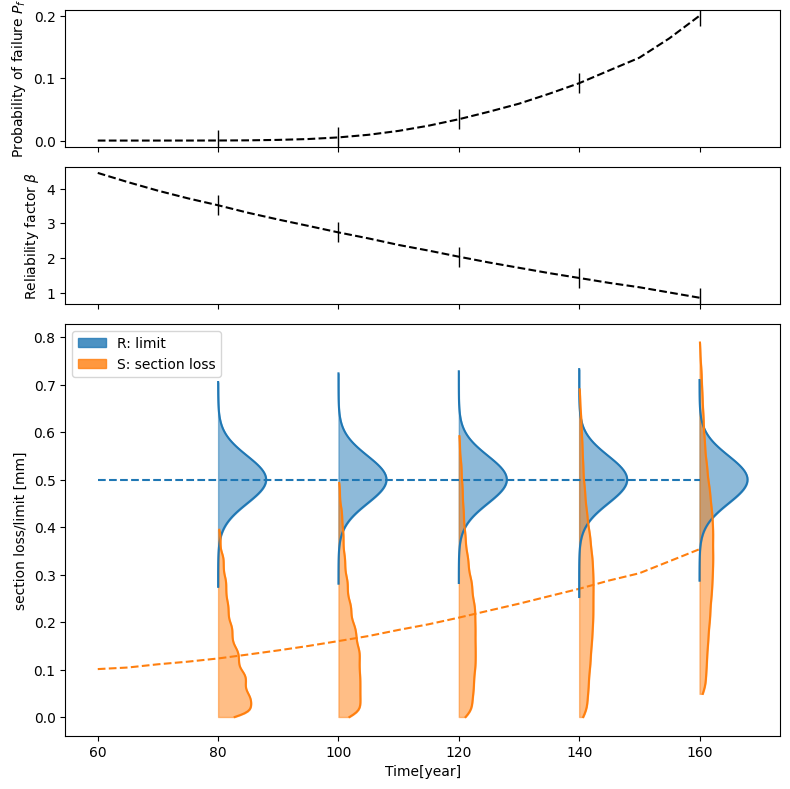 Probability of failure P_f
0.2
0.1
0.0
Reliability factor β
4
3
2
1
R: limit
S: section loss
section loss/limit [mm]
0.8
0.7
0.6
0.5
0.4
0.3
0.2
0.1
0.0
60 80 100 120 140 160
Time[year]